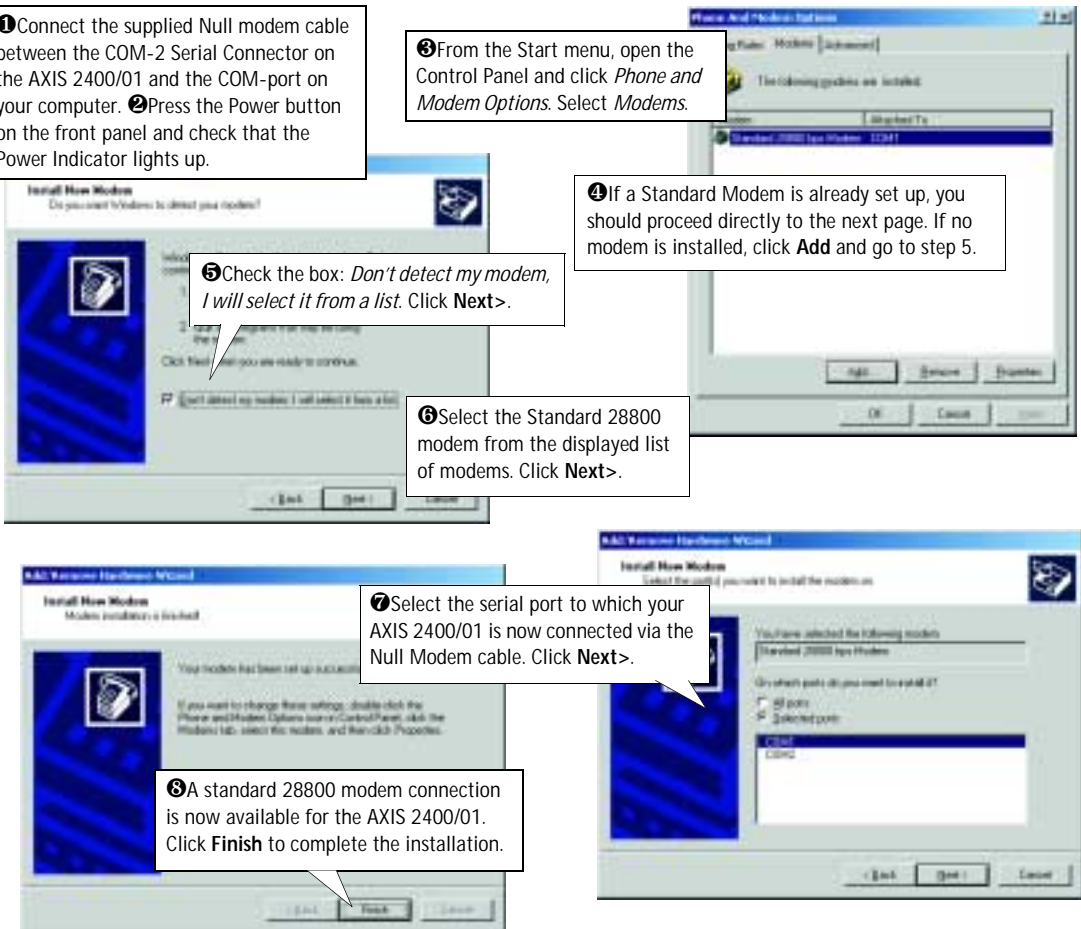 ❶Connect the supplied Null modem cable
between the COM-2 Serial Connector on
the AXIS 2400/01 and the COM-port on
your computer. ❷Press the Power button
on the front panel and check that the
Power Indicator lights up.
❸From the Start menu, open the
Control Panel and click Phone and
Modem Options. Select Modems.
Phone And Modem Options
Modems Advanced
The following modems are installed:
Attached To
Standard 28800 bps Modem COM1
❹If a Standard Modem is already set up, you
should proceed directly to the next page. If no
modem is installed, click Add and go to step 5.
Add... Remove Properties
OK Cancel
Install New Modem
Do you want Windows to detect your modem?
❺Check the box: Don't detect my modem,
I will select it from a list. Click Next>.
Click Next when you are ready to continue.
Don't detect my modem; I will select it from a list.
❻Select the Standard 28800
modem from the displayed list
of modems. Click Next>.
< Back Next > Cancel
Add/Remove Hardware Wizard
Install New Modem
Select the port(s) you want to install the modem on.
❼Select the serial port to which your
AXIS 2400/01 is now connected via the
Null Modem cable. Click Next>.
You have selected the following modem:
Standard 28800 bps Modem
On which ports do you want to install it?
All ports
Selected ports
COM1
COM2
< Back Next > Cancel
Add/Remove Hardware Wizard
Install New Modem
Modem installation is finished!
Your modem has been set up
If you want to change these settings, double-click the
Phone and Modem Options icon in Control Panel, click the
Modems tab, select this modem, and then click Properties.
❽A standard 28800 modem connection
is now available for the AXIS 2400/01.
Click Finish to complete the installation.
< Back Finish Cancel